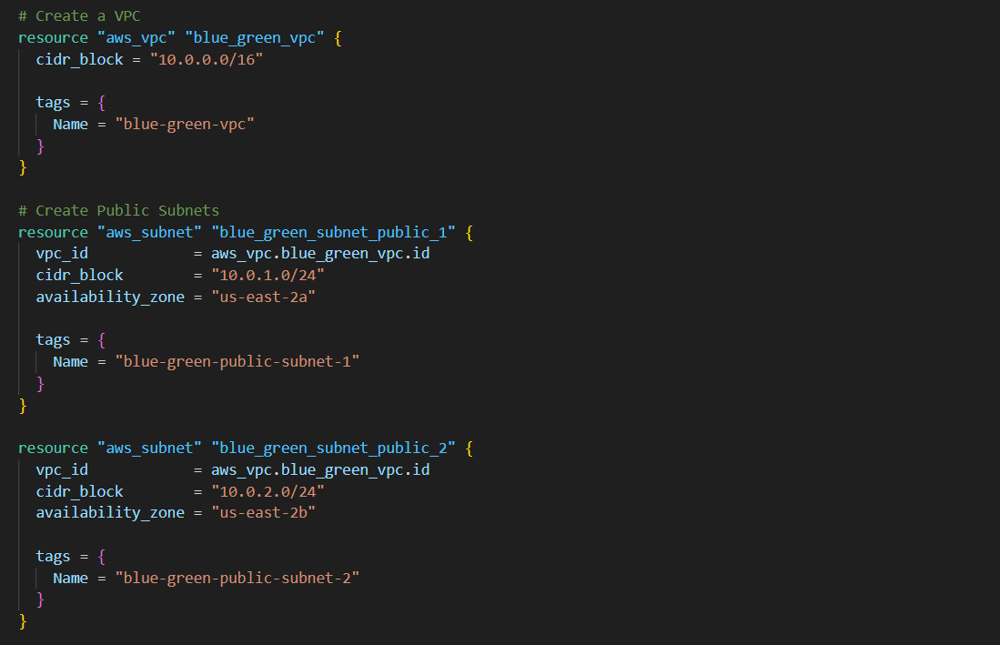 # Create a VPC
resource "aws_vpc" "blue_green_vpc" {
  cidr_block = "10.0.0.0/16"

  tags = {
    Name = "blue-green-vpc"
  }
}

# Create Public Subnets
resource "aws_subnet" "blue_green_subnet_public_1" {
  vpc_id            = aws_vpc.blue_green_vpc.id
  cidr_block        = "10.0.1.0/24"
  availability_zone = "us-east-2a"

  tags = {
    Name = "blue-green-public-subnet-1"
  }
}

resource "aws_subnet" "blue_green_subnet_public_2" {
  vpc_id            = aws_vpc.blue_green_vpc.id
  cidr_block        = "10.0.2.0/24"
  availability_zone = "us-east-2b"

  tags = {
    Name = "blue-green-public-subnet-2"
  }
}